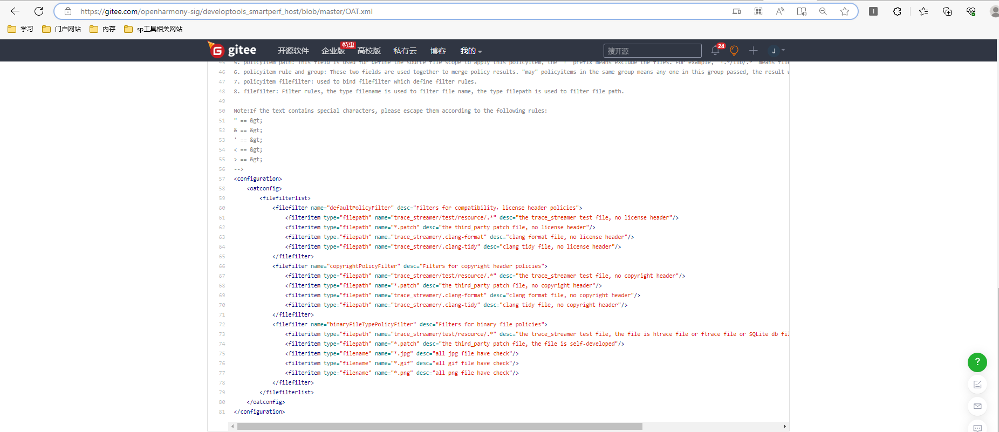 https://gitee.com/openharmony-sig/developtools_smartperf_host/blob/master/OAT.xml
学习 门户网站 内存 sp工具相关网站
gitee 开源软件 企业版 特惠 高校版 私有云 博客 我的 搜开源 24 J
45 5. policyitem path: This field is used for define the source file scope to apply this policyitem, the '!' prefix means exclude the files. For example, '!.*/lib/.*' means
46 6. policyitem rule and group: These two fields are used together to merge policy results. "may" policyitems in the same group means any one in this group passed, the result
47 7. policyitem filefilter: Used to bind filefilter which define filter rules.
48 8. filefilter: Filter rules, the type filename is used to filter file name, the type filepath is used to filter file path.
49
50 Note:If the text contains special characters, please escape them according to the following rules:
51 " == &gt;
52 & == &gt;
53 ' == &gt;
54 < == &gt;
55 > == &gt;
56 -->
57 <configuration>
58 <oatconfig>
59 <filefilterlist>
60 <filefilter name="defaultPolicyFilter" desc="Filters for compatibility，license header policies">
61 <filteritem type="filepath" name="trace_streamer/test/resource/.*" desc="the trace_streamer test file, no license header"/>
62 <filteritem type="filepath" name="*.patch" desc="the third_party patch file, no license header"/>
63 <filteritem type="filepath" name="trace_streamer/.clang-format" desc="clang format file, no license header"/>
64 <filteritem type="filepath" name="trace_streamer/.clang-tidy" desc="clang tidy file, no license header"/>
65 </filefilter>
66 <filefilter name="copyrightPolicyFilter" desc="Filters for copyright header policies">
67 <filteritem type="filepath" name="trace_streamer/test/resource/.*" desc="the trace_streamer test file, no copyright header"/>
68 <filteritem type="filepath" name="*.patch" desc="the third_party patch file, no copyright header"/>
69 <filteritem type="filepath" name="trace_streamer/.clang-format" desc="clang format file, no copyright header"/>
70 <filteritem type="filepath" name="trace_streamer/.clang-tidy" desc="clang tidy file, no copyright header"/>
71 </filefilter>
72 <filefilter name="binaryFileTypePolicyFilter" desc="Filters for binary file policies">
73 <filteritem type="filepath" name="trace_streamer/test/resource/.*" desc="the trace_streamer test file, the file is htrace file or ftrace file or SQLite db fil
74 <filteritem type="filepath" name="*.patch" desc="the third_party patch file, the file is self-developed"/>
75 <filteritem type="filename" name="*.jpg" desc="all jpg file have check"/>
76 <filteritem type="filename" name="*.gif" desc="all gif file have check"/>
77 <filteritem type="filename" name="*.png" desc="all png file have check"/>
78 </filefilter>
79 </filefilterlist>
80 </oatconfig>
81 </configuration>